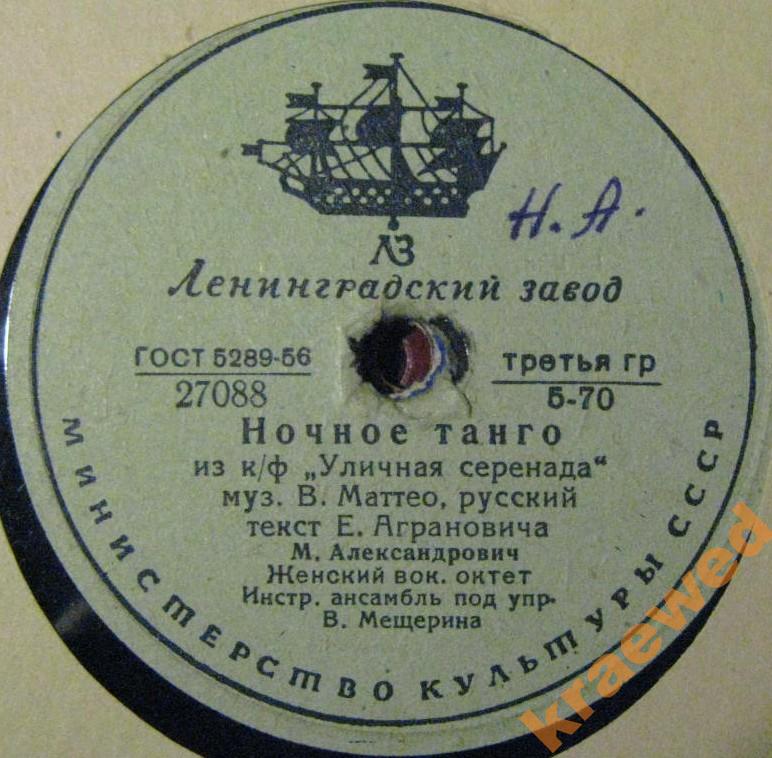 Н. А.
ЛЗ
Ленинградский завод
ГОСТ 5289-56
27088
третья гр
5-70
Ночное танго
из к/ф „Уличная серенада“
муз. В. Маттео, русский
текст Е. Аграновича
М. Александрович
Женский вок. октет
Инстр. ансамбль под упр.
В. Мещерина
МИНИСТЕРСТВО КУЛЬТУРЫ СССР
kraewed